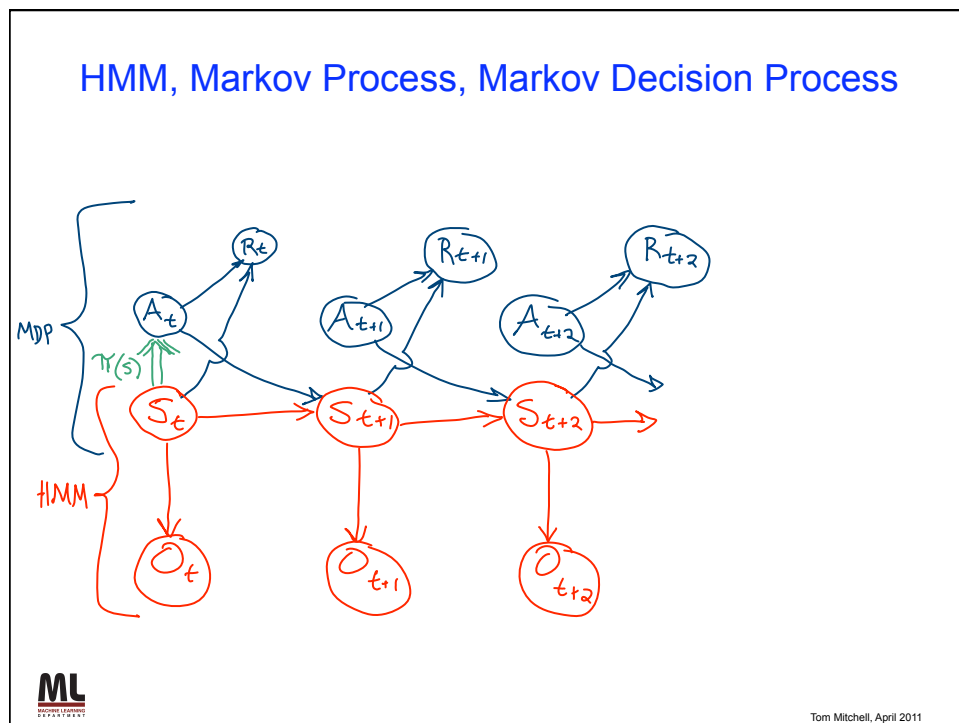 HMM, Markov Process, Markov Decision Process
Rt
Rt+1
Rt+2
At
At+1
At+2
MDP
π(s)
St
St+1
St+2
HMM
Ot
Ot+1
Ot+2
ML
MACHINE LEARNING
DEPARTMENT
Tom Mitchell, April 2011